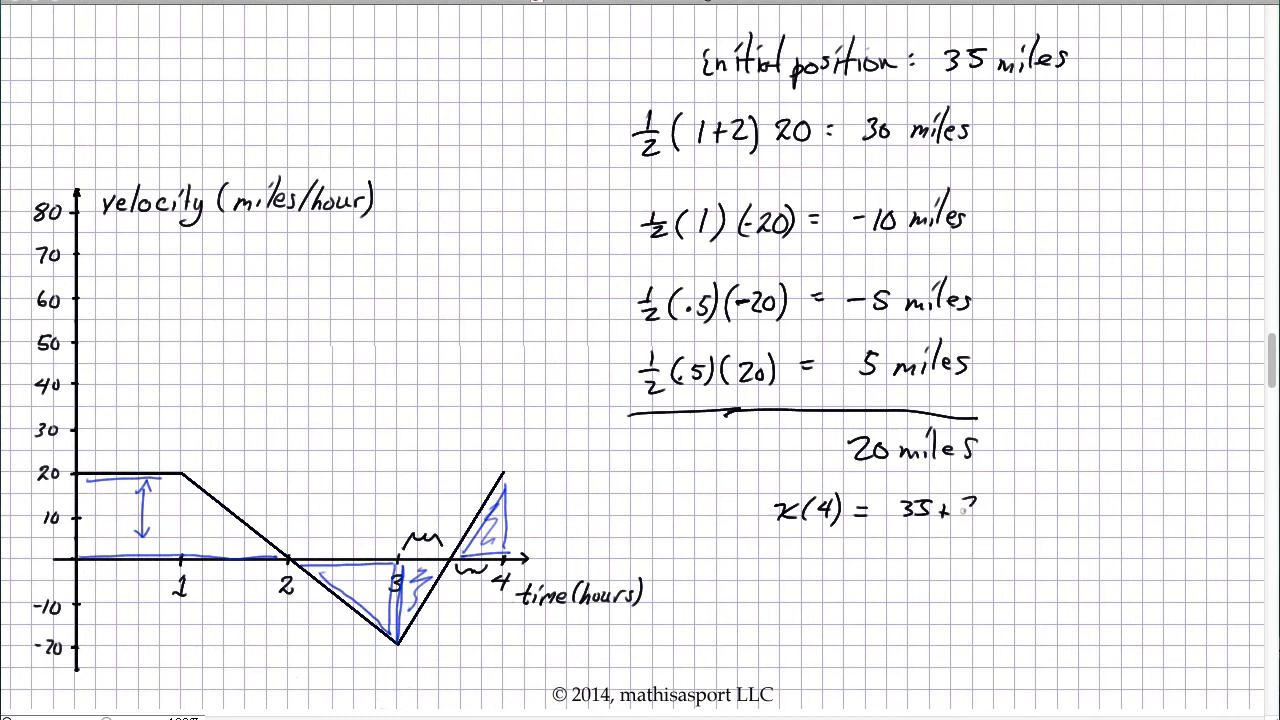 initial position: 35 miles
1/2 (1+2) 20 = 30 miles
1/2 (1) (-20) = -10 miles
1/2 (.5)(-20) = -5 miles
1/2 (.5)(20) = 5 miles
20 miles
x(4) = 35 +
velocity (miles/hour)
80
70
60
50
40
30
20
10
-10
-20
1 2 3 4
time (hours)
© 2014, mathisasport LLC